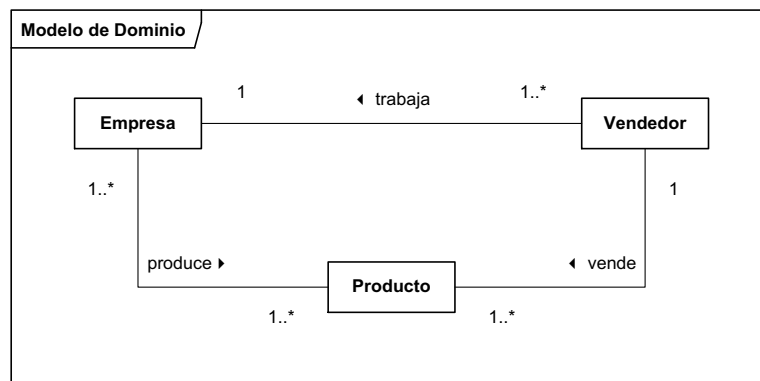 Modelo de Dominio
1 ◀ trabaja 1..*
Empresa Vendedor
1..* 1
produce ▶ ◀ vende
Producto
1..* 1..*